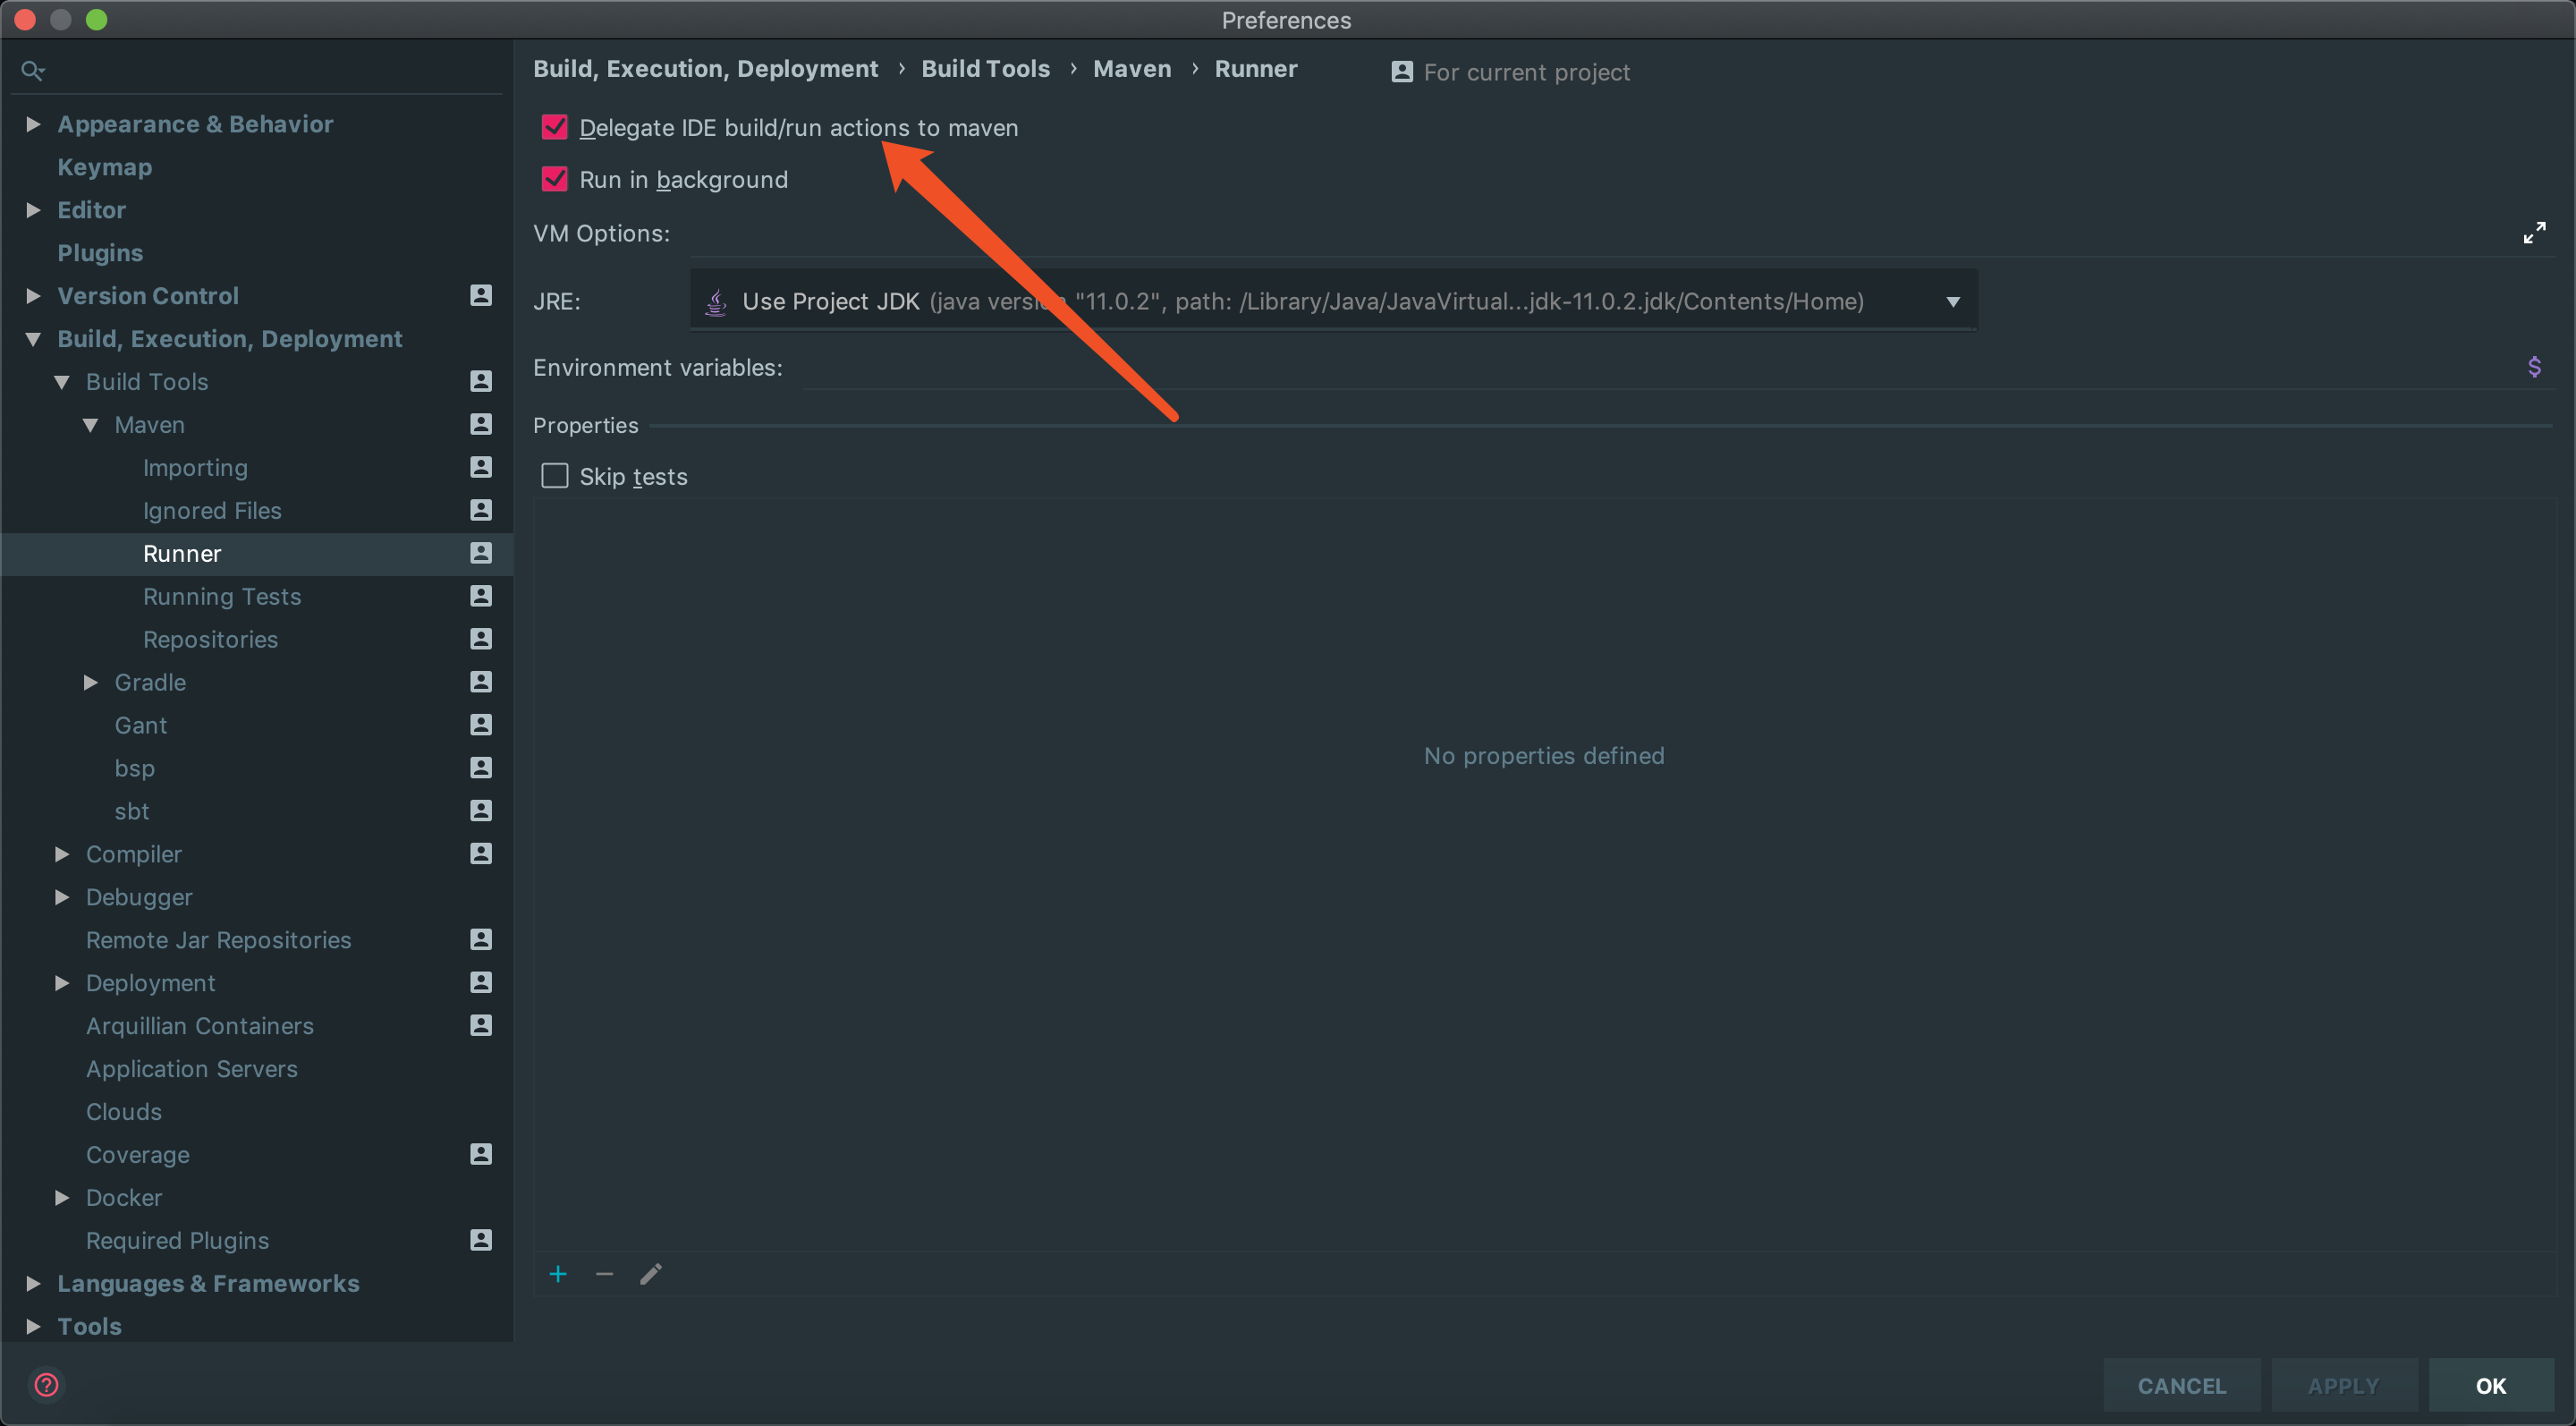 Preferences
Appearance & Behavior
Keymap
Editor
Plugins
Version Control
Build, Execution, Deployment
Build Tools
Maven
Importing
Ignored Files
Runner
Running Tests
Repositories
Gradle
Gant
bsp
sbt
Compiler
Debugger
Remote Jar Repositories
Deployment
Arquillian Containers
Application Servers
Clouds
Coverage
Docker
Required Plugins
Languages & Frameworks
Tools
Build, Execution, Deployment › Build Tools › Maven › Runner For current project
Delegate IDE build/run actions to maven
Run in background
VM Options:
JRE: Use Project JDK (java version "11.0.2", path: /Library/Java/JavaVirtual...jdk-11.0.2.jdk/Contents/Home)
Environment variables: $
Properties
Skip tests
No properties defined
CANCEL APPLY OK